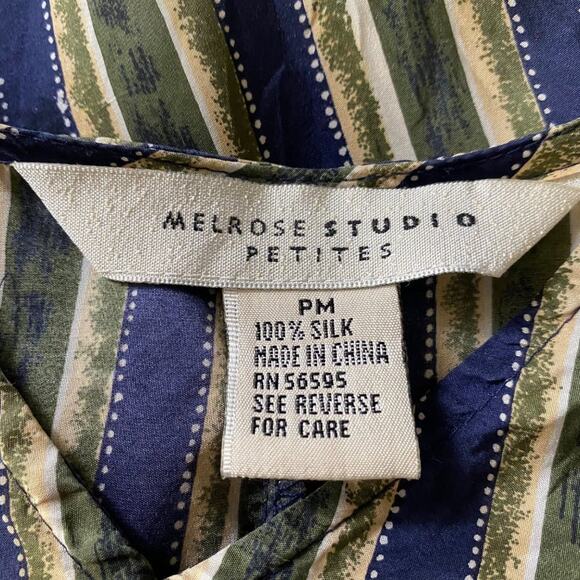 MELROSE STUDIO
PETITES
PM
100% SILK
MADE IN CHINA
RN 56595
SEE REVERSE
FOR CARE